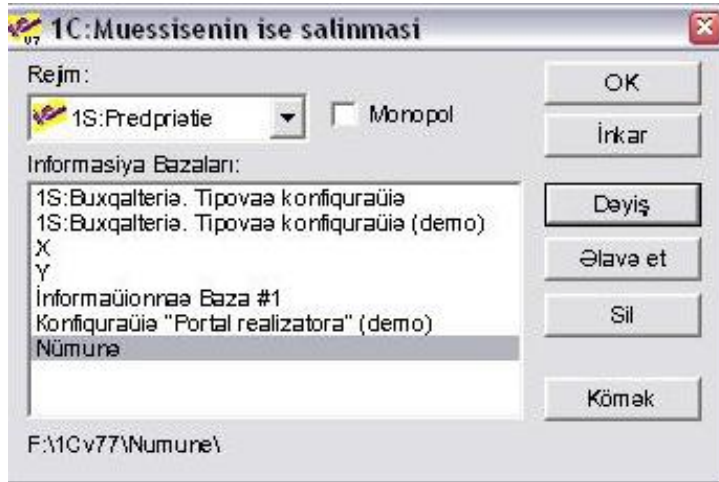 1C:Muessisenin ise salinmasi
Rejm:
1S:Predpriatie
Monopol
OK
İnkar
Informasiya Bazaları:
1S:Buxqalteriə. Tipovaə konfiquraüiə
1S:Buxqalteriə. Tipovaə konfiquraüiə (demo)
X
Y
İnformaüionnaə Baza #1
Konfiquraüiə "Portal realizatora" (demo)
Nümunə
Dəyiş
Əlavə et
Sil
Kömək
F:\1Cv77\Numune\